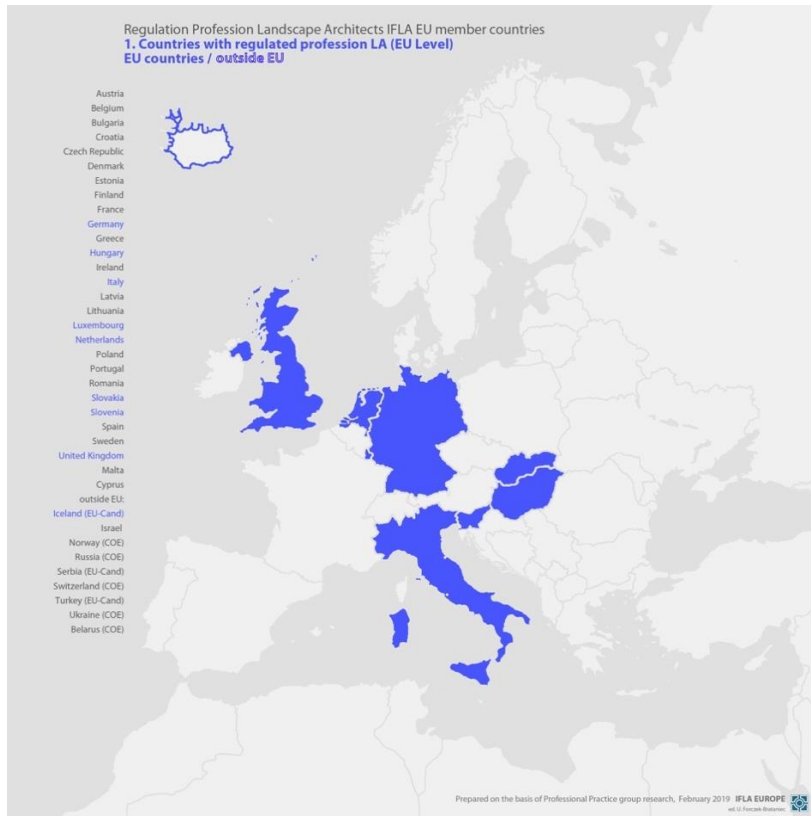 Regulation Profession Landscape Architects IFLA EU member countries
1. Countries with regulated profession LA (EU Level)
EU countries / outside EU
Austria
Belgium
Bulgaria
Croatia
Czech Republic
Denmark
Estonia
Finland
France
Germany
Greece
Hungary
Ireland
Italy
Latvia
Lithuania
Luxembourg
Netherlands
Poland
Portugal
Romania
Slovakia
Slovenia
Spain
Sweden
United Kingdom
Malta
Cyprus
outside EU:
Iceland (EU-Cand)
Israel
Norway (COE)
Russia (COE)
Serbia (EU-Cand)
Switzerland (COE)
Turkey (EU-Cand)
Ukraine (COE)
Belarus (COE)
Prepared on the basis of Professional Practice group research, February 2019 IFLA EUROPE
ed. U. Forczek-Brataniec